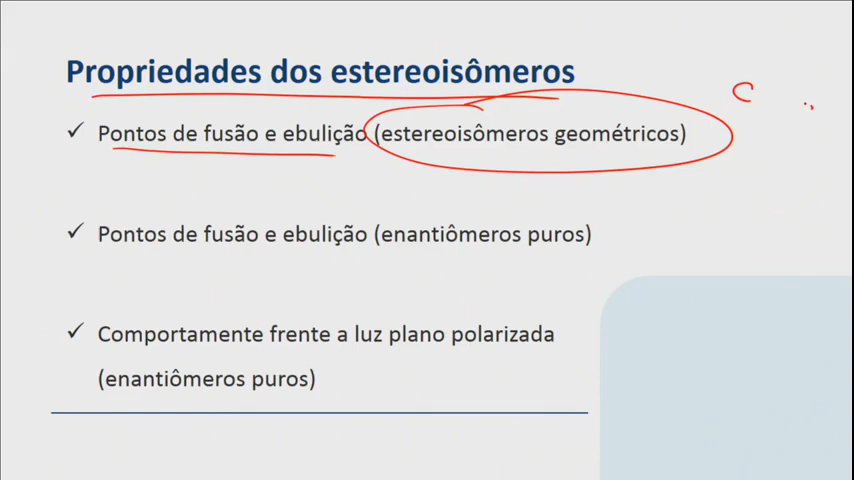 Propriedades dos estereoisômeros
✓ Pontos de fusão e ebulição (estereoisômeros geométricos)
✓ Pontos de fusão e ebulição (enantiômeros puros)
✓ Comportamente frente a luz plano polarizada
(enantiômeros puros)